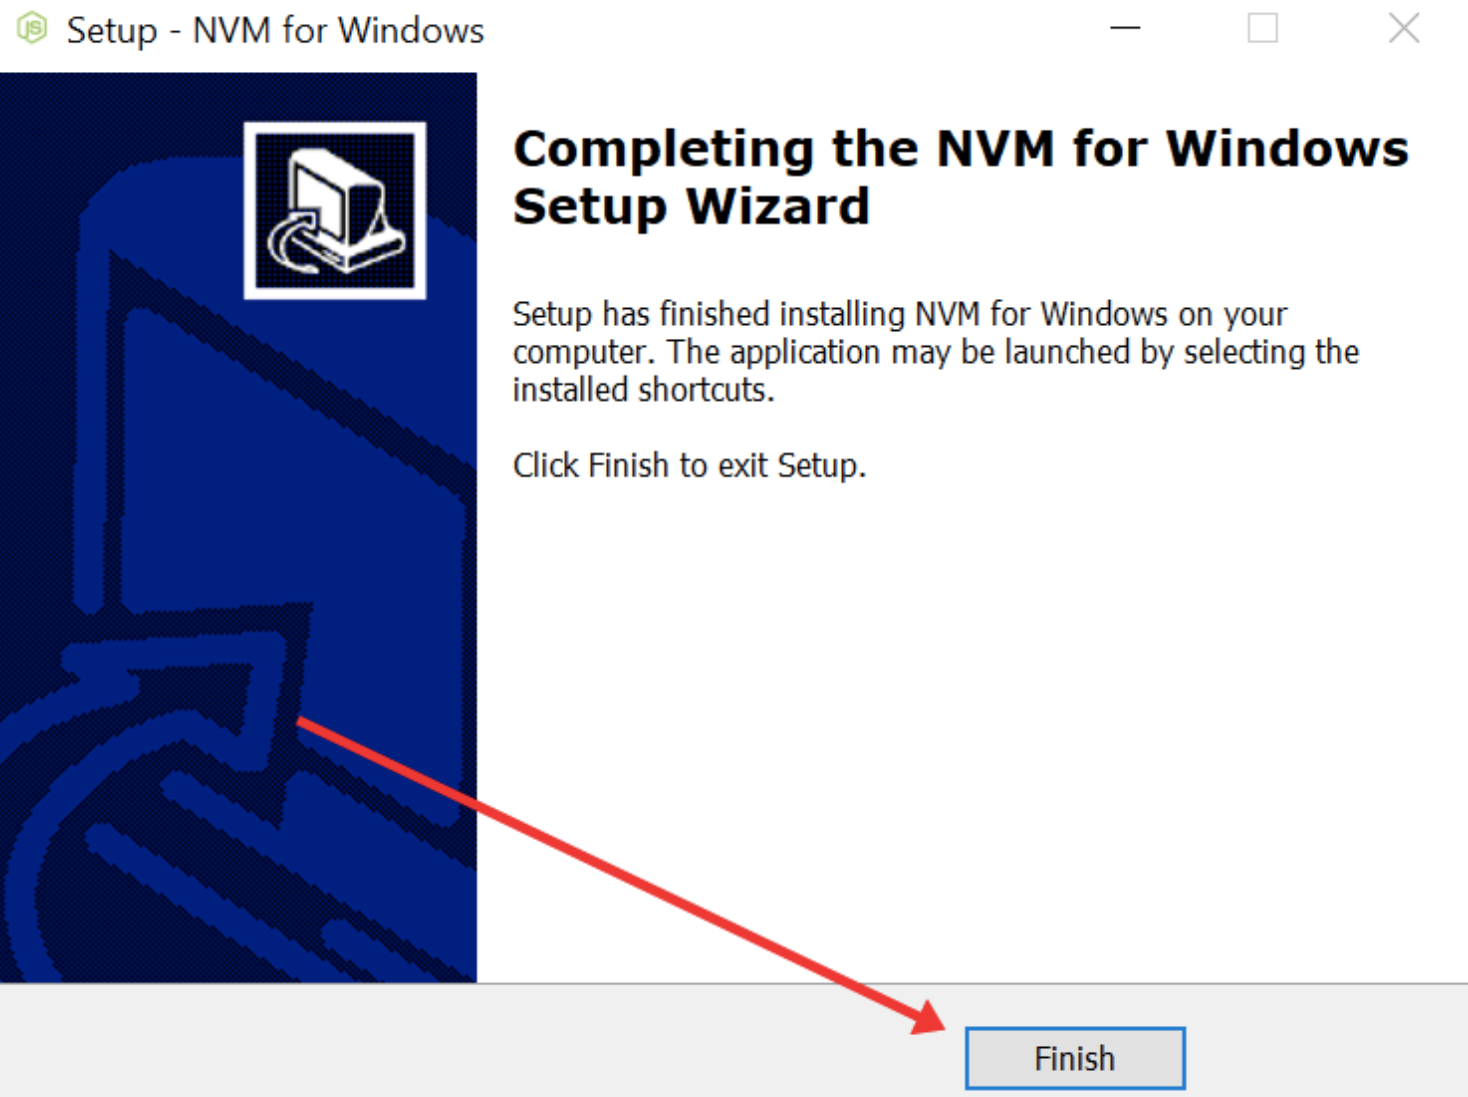 Setup - NVM for Windows
Completing the NVM for Windows
Setup Wizard
Setup has finished installing NVM for Windows on your
computer. The application may be launched by selecting the
installed shortcuts.
Click Finish to exit Setup.
Finish